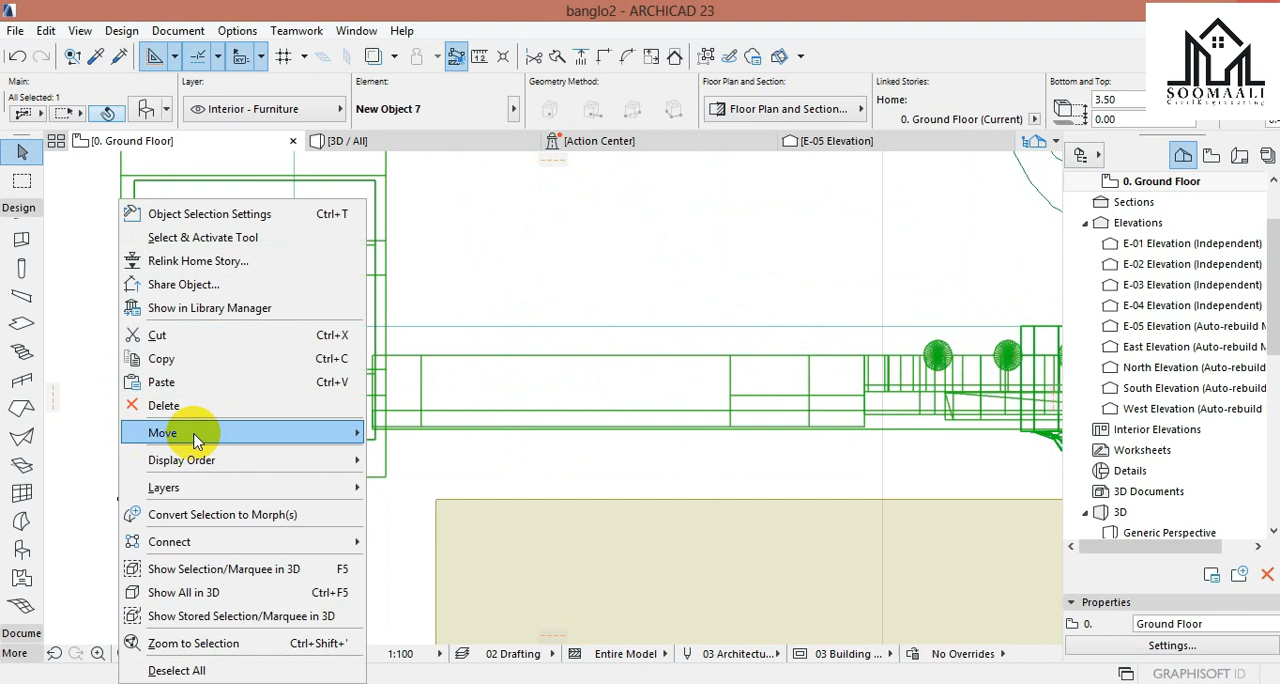 banglo2 - ARCHICAD 23
File Edit View Design Document Options Teamwork Window Help
SOOMAALI
Civil Engineering
Main:
All Selected: 1
Layer:
Interior - Furniture
Element:
New Object 7
Geometry Method:
Floor Plan and Section:
Floor Plan and Section...
Linked Stories:
Home:
0. Ground Floor (Current)
Bottom and Top:
3.50
0.00
[0. Ground Floor]
[3D / All]
[Action Center]
[E-05 Elevation]
Design
Object Selection Settings Ctrl+T
Select & Activate Tool
Relink Home Story...
Share Object...
Show in Library Manager
Cut Ctrl+X
Copy Ctrl+C
Paste Ctrl+V
Delete
Move
Display Order
Layers
Convert Selection to Morph(s)
Connect
Show Selection/Marquee in 3D F5
Show All in 3D Ctrl+F5
Show Stored Selection/Marquee in 3D
Zoom to Selection Ctrl+Shift+'
Deselect All
0. Ground Floor
Sections
Elevations
E-01 Elevation (Independent)
E-02 Elevation (Independent)
E-03 Elevation (Independent)
E-04 Elevation (Independent)
E-05 Elevation (Auto-rebuild M
East Elevation (Auto-rebuild M
North Elevation (Auto-rebuild
South Elevation (Auto-rebuild
West Elevation (Auto-rebuild
Interior Elevations
Worksheets
Details
3D Documents
3D
Generic Perspective
Properties
0. Ground Floor
Settings...
Docume
More
1:100
02 Drafting
Entire Model
03 Architectu...
03 Building ...
No Overrides
GRAPHISOFT ID